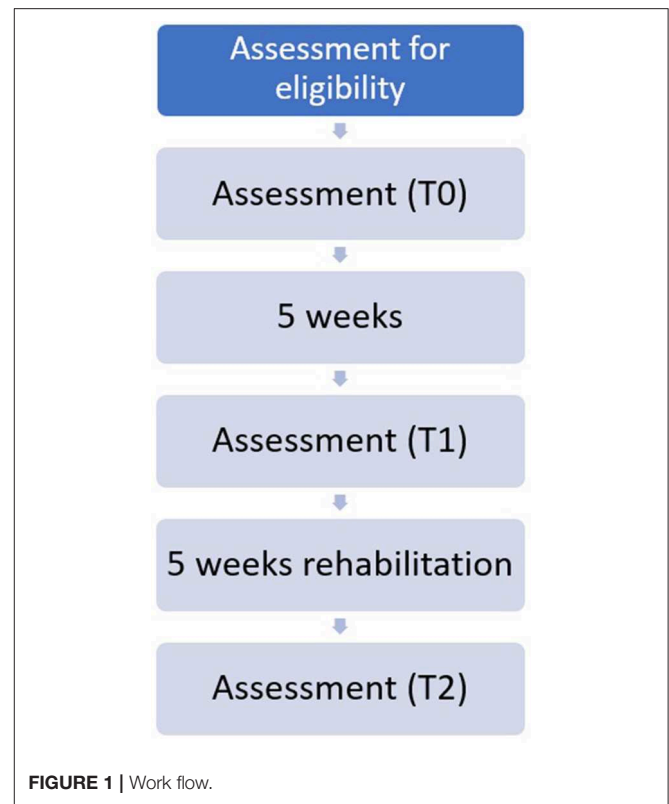 Assessment for
eligibility
Assessment (T0)
5 weeks
Assessment (T1)
5 weeks rehabilitation
Assessment (T2)
FIGURE 1 | Work flow.